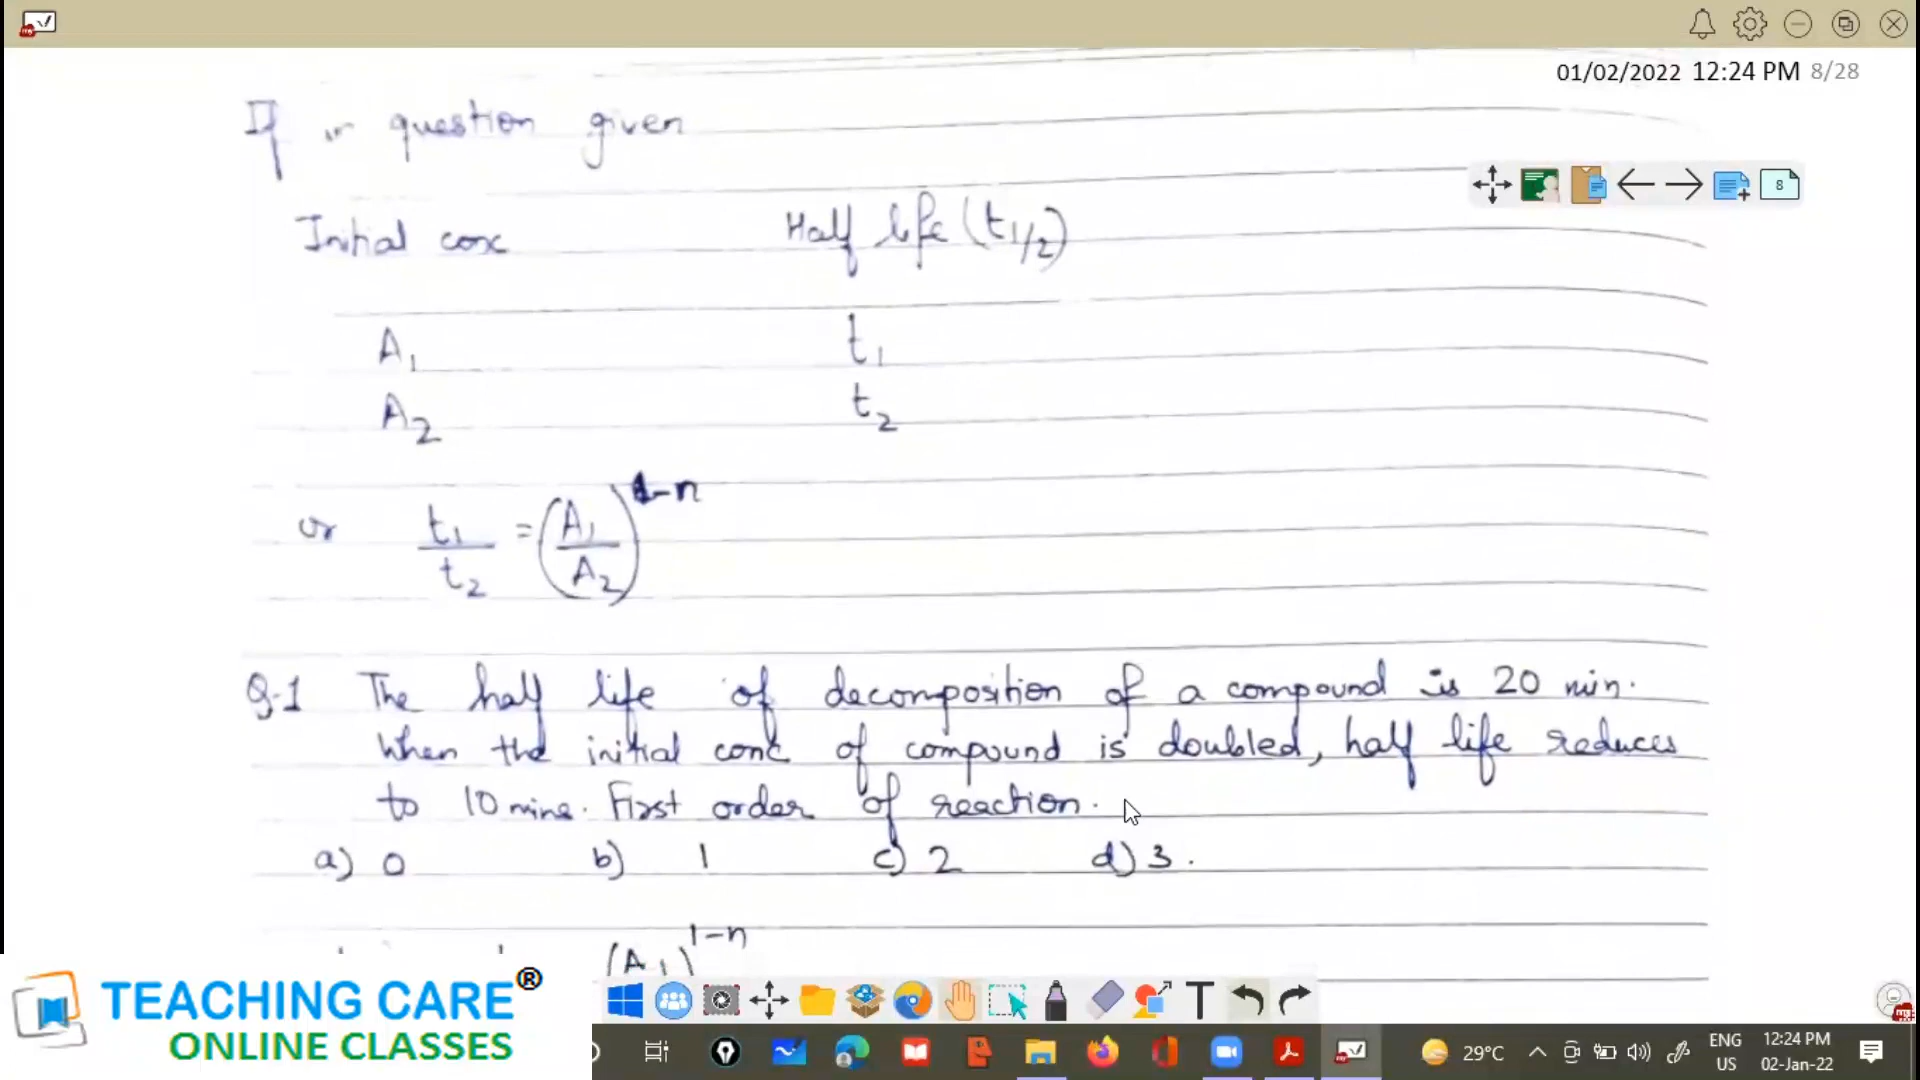 01/02/2022 12:24 PM 8/28
If in question given
Initial conc Half life (t1/2)
A1 t1
A2 t2
or t1/t2 = (A1/A2)^1-n
Q-1 The half life of decomposition of a compound is 20 min.
When the initial conc of compound is doubled, half life reduces
to 10 mins. First order of reaction.
a) 0 b) 1 c) 2 d) 3.
(A1)^1-n
8
TEACHING CARE®
ONLINE CLASSES
T
29°C
ENG
US
12:24 PM
02-Jan-22